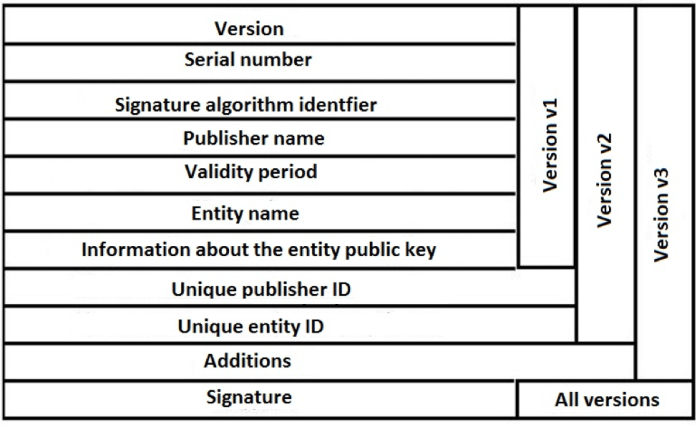 Version
Serial number
Signature algorithm identfier
Publisher name
Validity period
Entity name
Information about the entity public key
Unique publisher ID
Unique entity ID
Additions
Signature
Version v1
Version v2
Version v3
All versions